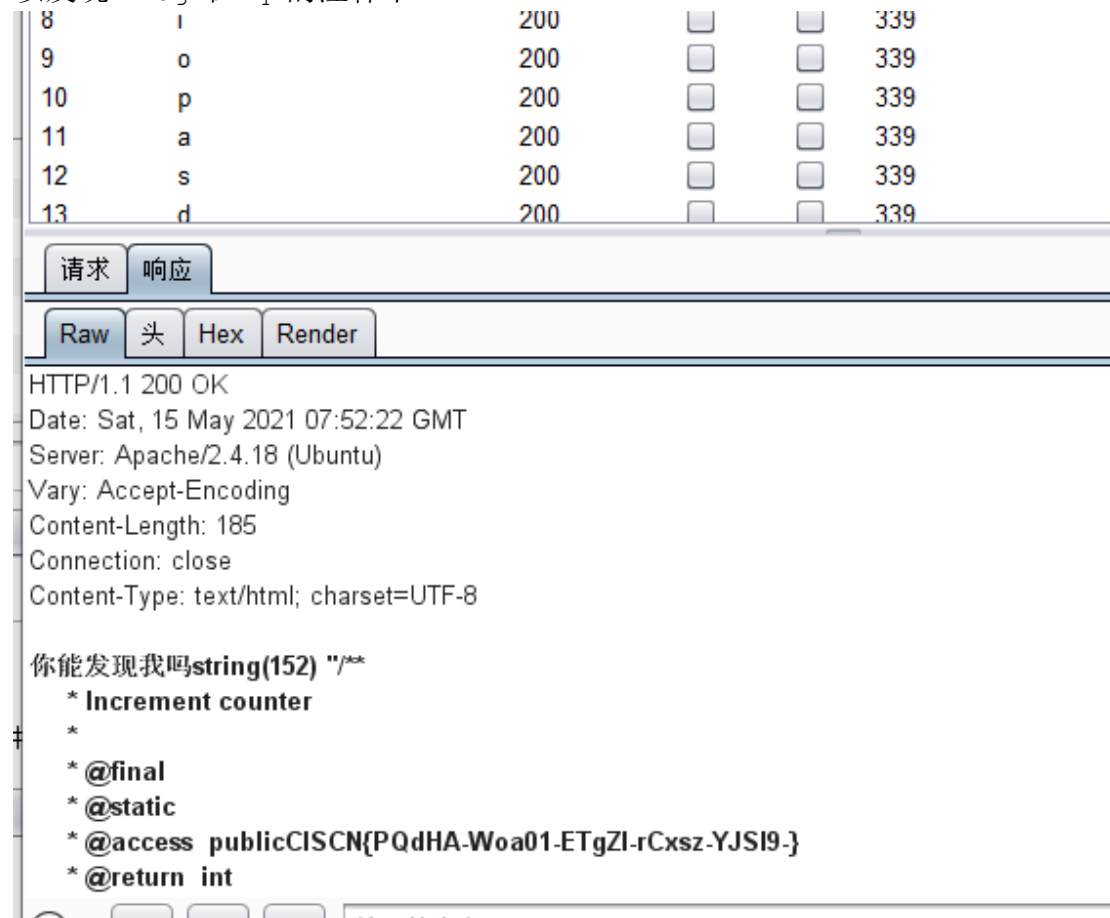 8 i 200 339
9 o 200 339
10 p 200 339
11 a 200 339
12 s 200 339
13 d 200 339
请求 响应
Raw 头 Hex Render
HTTP/1.1 200 OK
Date: Sat, 15 May 2021 07:52:22 GMT
Server: Apache/2.4.18 (Ubuntu)
Vary: Accept-Encoding
Content-Length: 185
Connection: close
Content-Type: text/html; charset=UTF-8
你能发现我吗string(152) "/**
* Increment counter
*
* @final
* @static
* @access publicCISCN{PQdHA-Woa01-ETgZI-rCxsz-YJSI9-}
* @return int